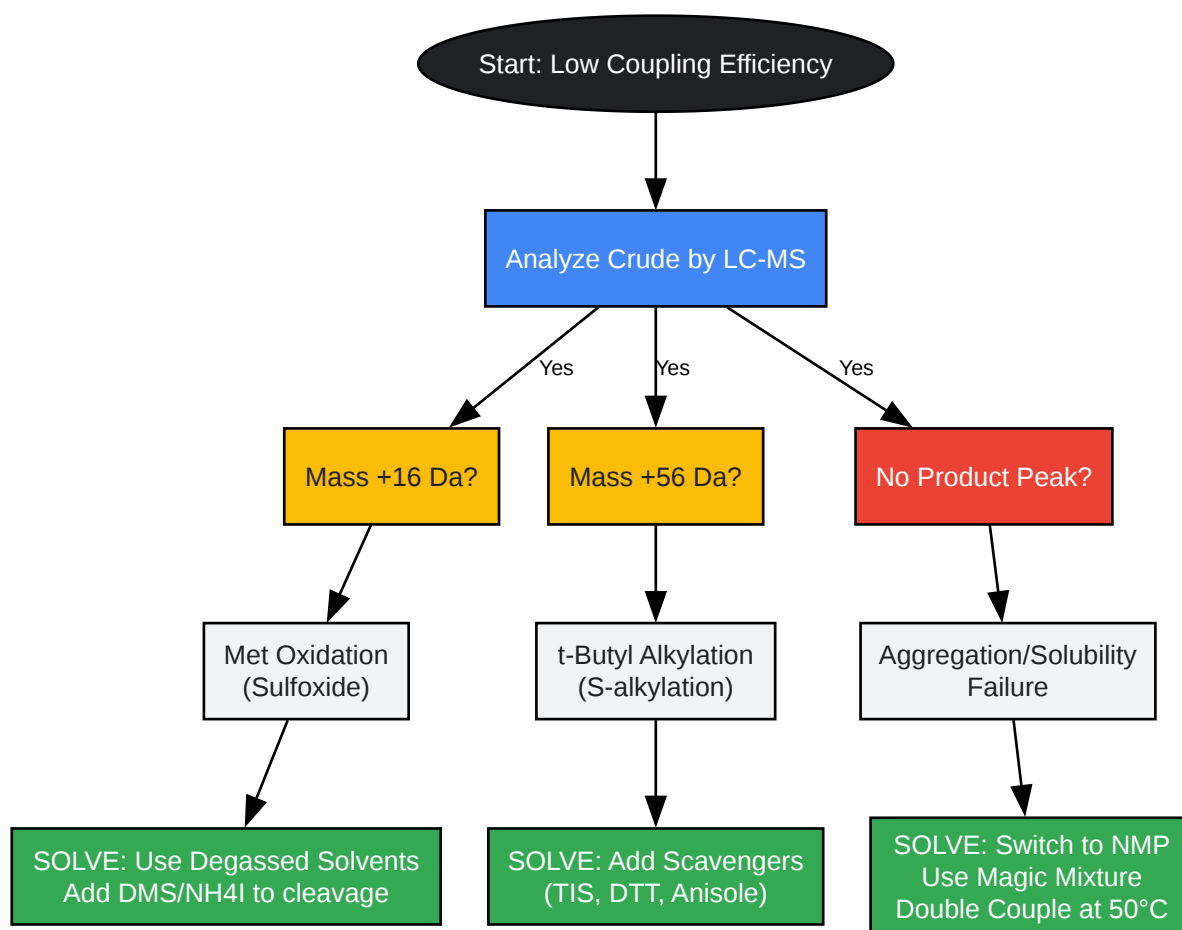 Start: Low Coupling Efficiency
Analyze Crude by LC-MS
Yes
Yes
Yes
Mass +16 Da?
Mass +56 Da?
No Product Peak?
Met Oxidation
(Sulfoxide)
t-Butyl Alkylation
(S-alkylation)
Aggregation/Solubility
Failure
SOLVE: Use Degassed Solvents
Add DMS/NH4I to cleavage
SOLVE: Add Scavengers
(TIS, DTT, Anisole)
SOLVE: Switch to NMP
Use Magic Mixture
Double Couple at 50°C